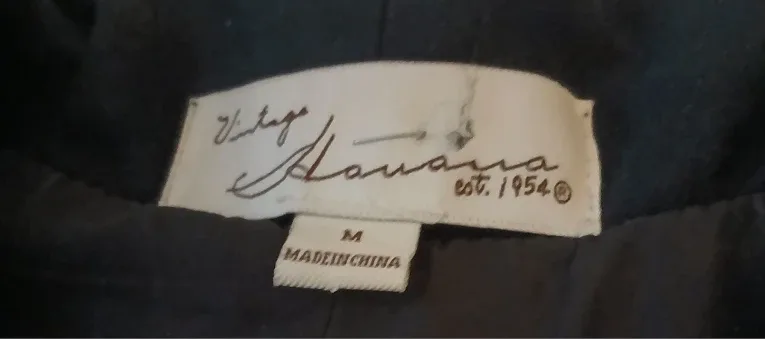 Vintage
Havana
est. 1954®
M
MADEINCHINA